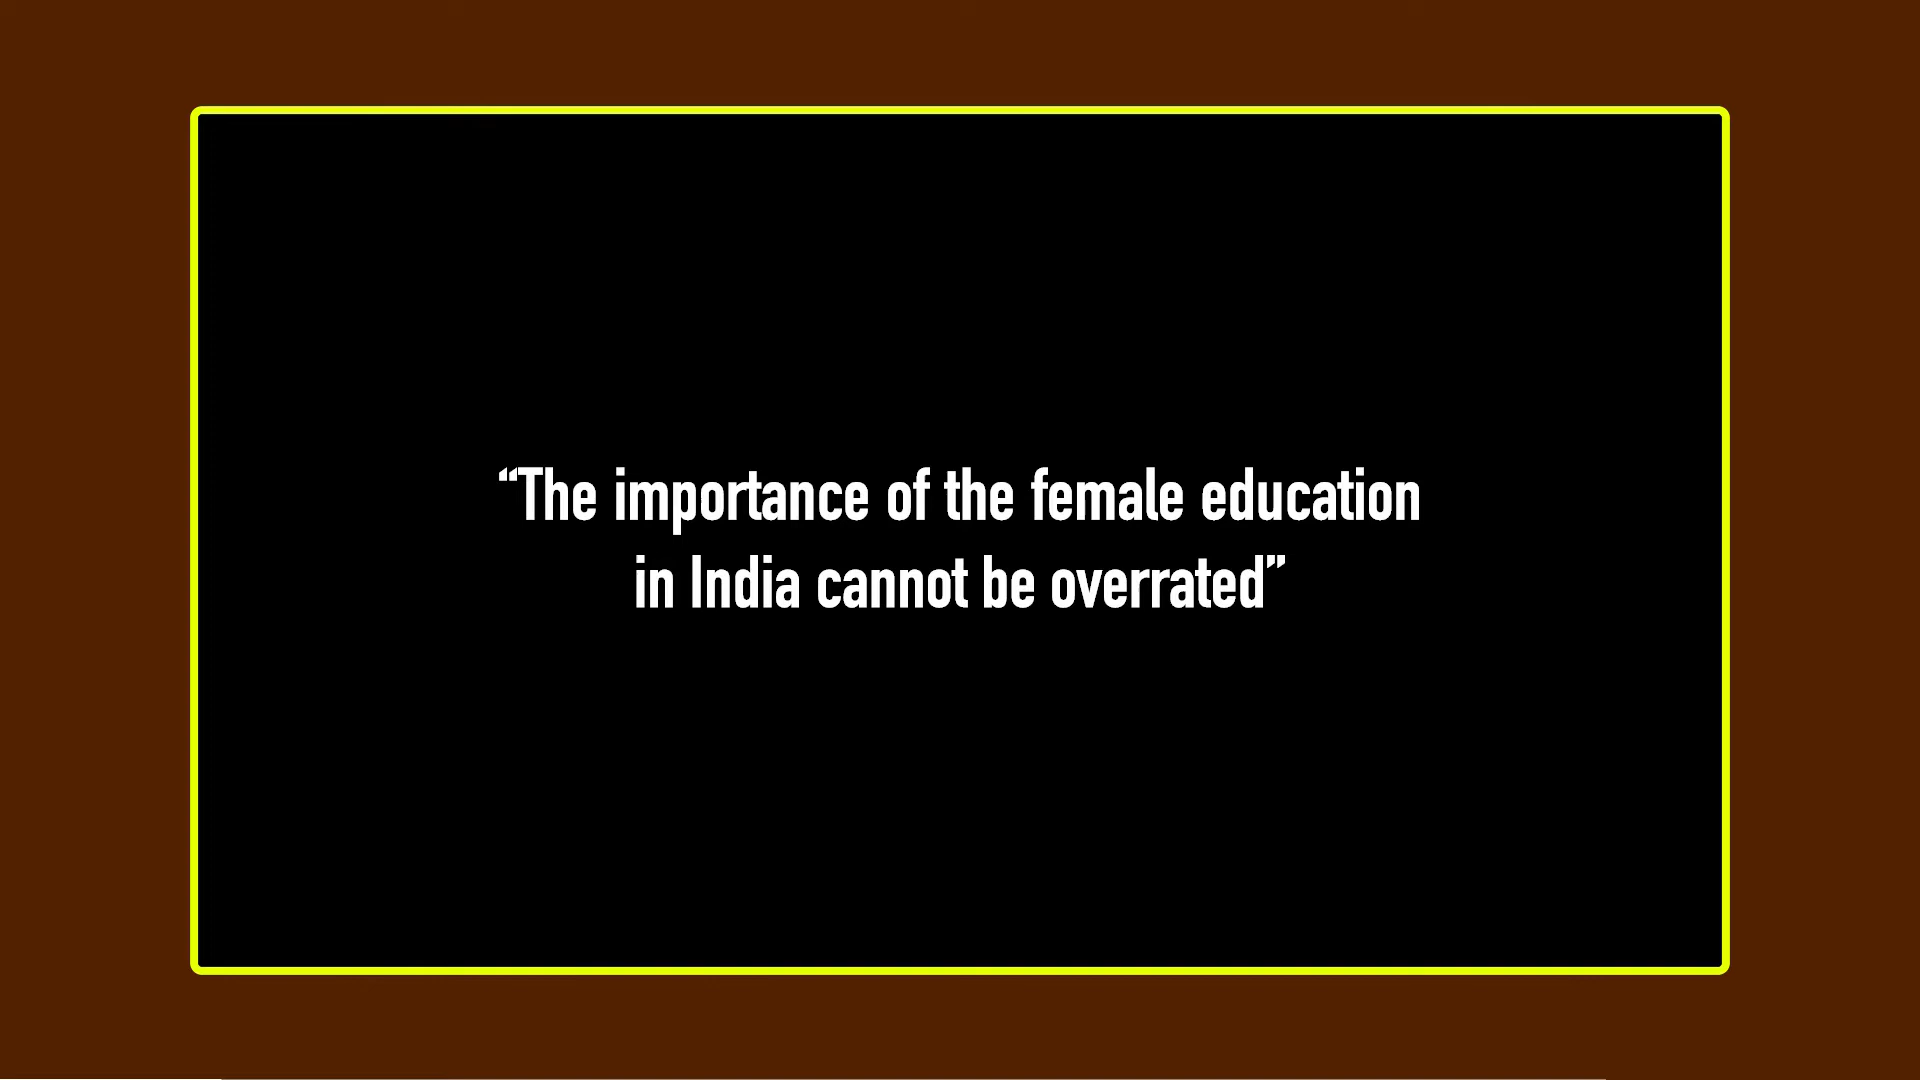 “The importance of the female education
in India cannot be overrated”